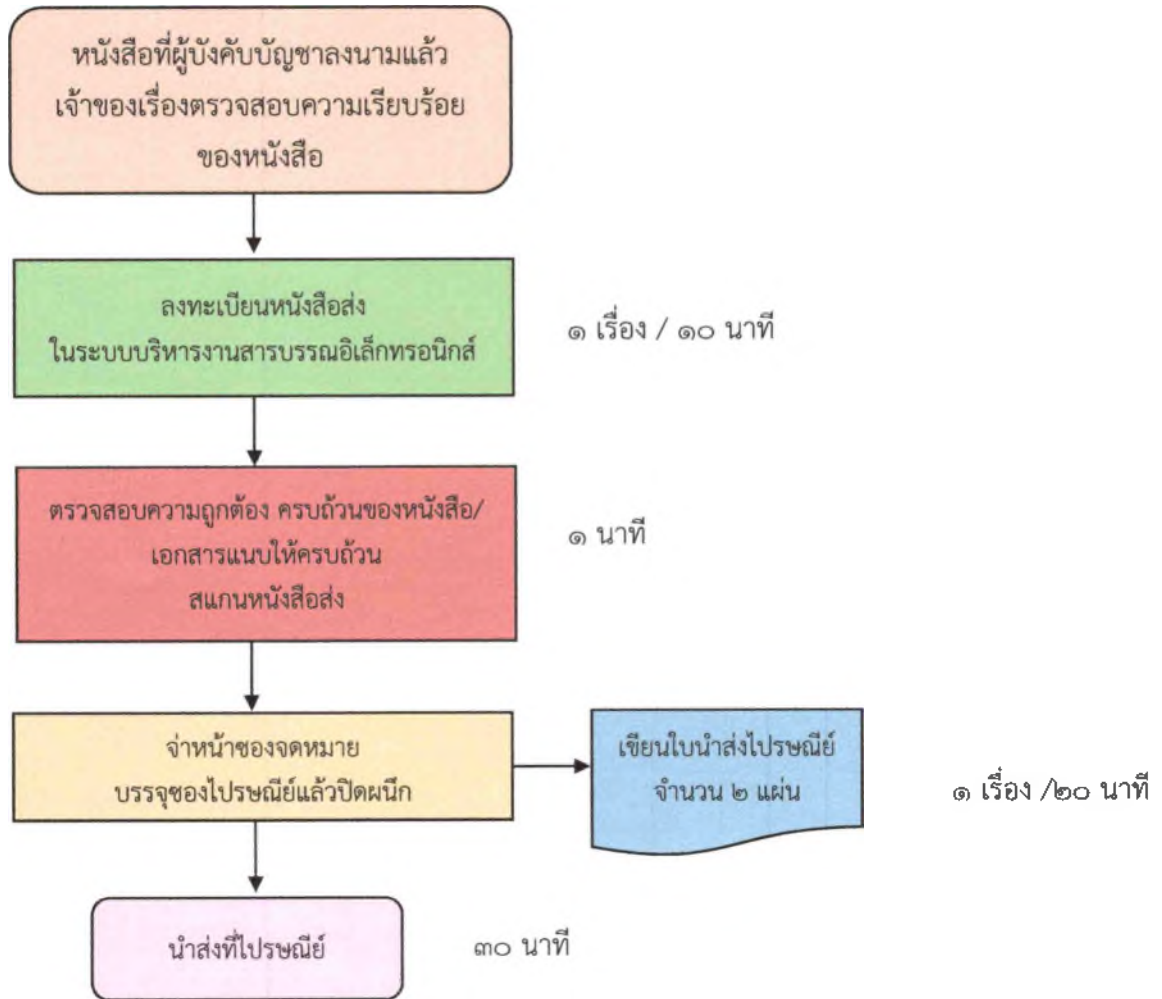 หนังสือที่ผู้บังคับบัญชาลงนามแล้ว
เจ้าของเรื่องตรวจสอบความเรียบร้อย
ของหนังสือ
ลงทะเบียนหนังสือส่ง
ในระบบบริหารงานสารบรรณอิเล็กทรอนิกส์
๑ เรื่อง / ๑๐ นาที
ตรวจสอบความถูกต้อง ครบถ้วนของหนังสือ/
เอกสารแนบให้ครบถ้วน
สแกนหนังสือส่ง
๑ นาที
จ่าหน้าซองจดหมาย
บรรจุซองไปรษณีย์แล้วปิดผนึก
เขียนใบนำส่งไปรษณีย์
จำนวน ๒ แผ่น
๑ เรื่อง /๒๐ นาที
นำส่งที่ไปรษณีย์
๓๐ นาที